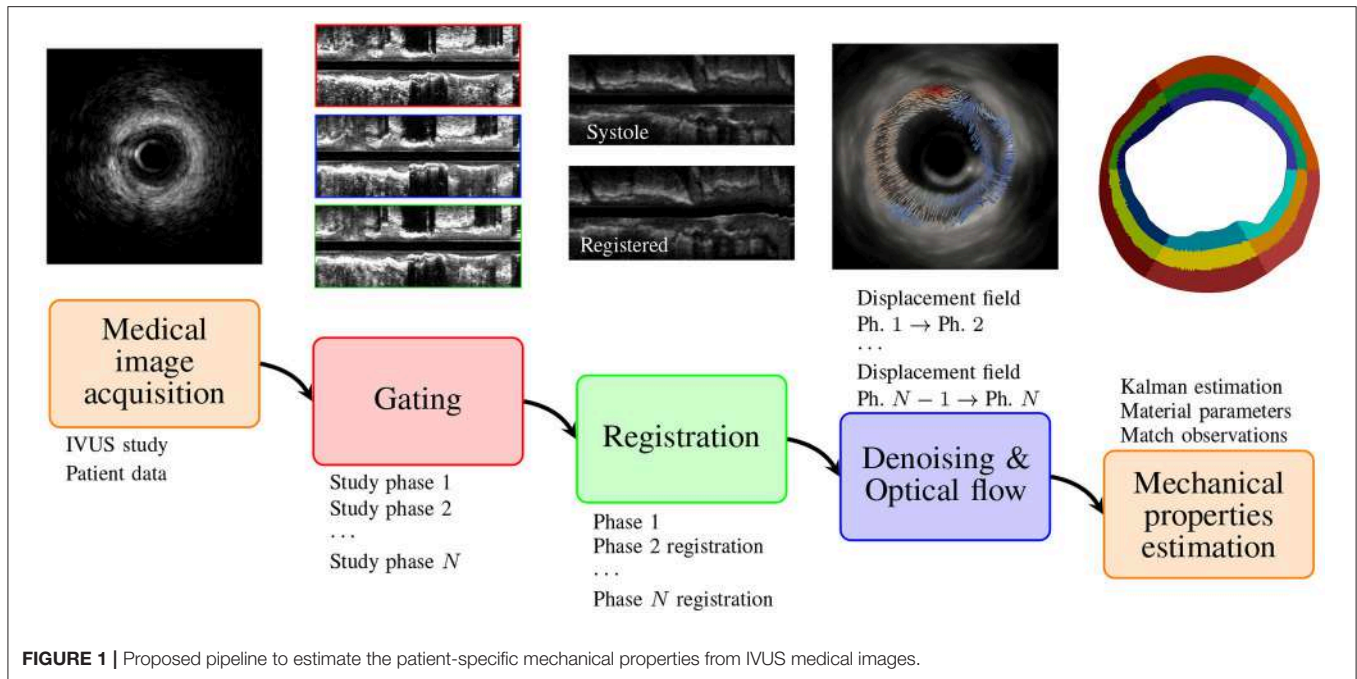 Systole
Registered
Medical
image
acquisition
IVUS study
Patient data
Gating
Study phase 1
Study phase 2
...
Study phase N
Registration
Phase 1
Phase 2 registration
...
Phase N registration
Displacement field
Ph. 1 → Ph. 2
...
Displacement field
Ph. N − 1 → Ph. N
Denoising &
Optical flow
Kalman estimation
Material parameters
Match observations
Mechanical
properties
estimation
FIGURE 1 | Proposed pipeline to estimate the patient-specific mechanical properties from IVUS medical images.